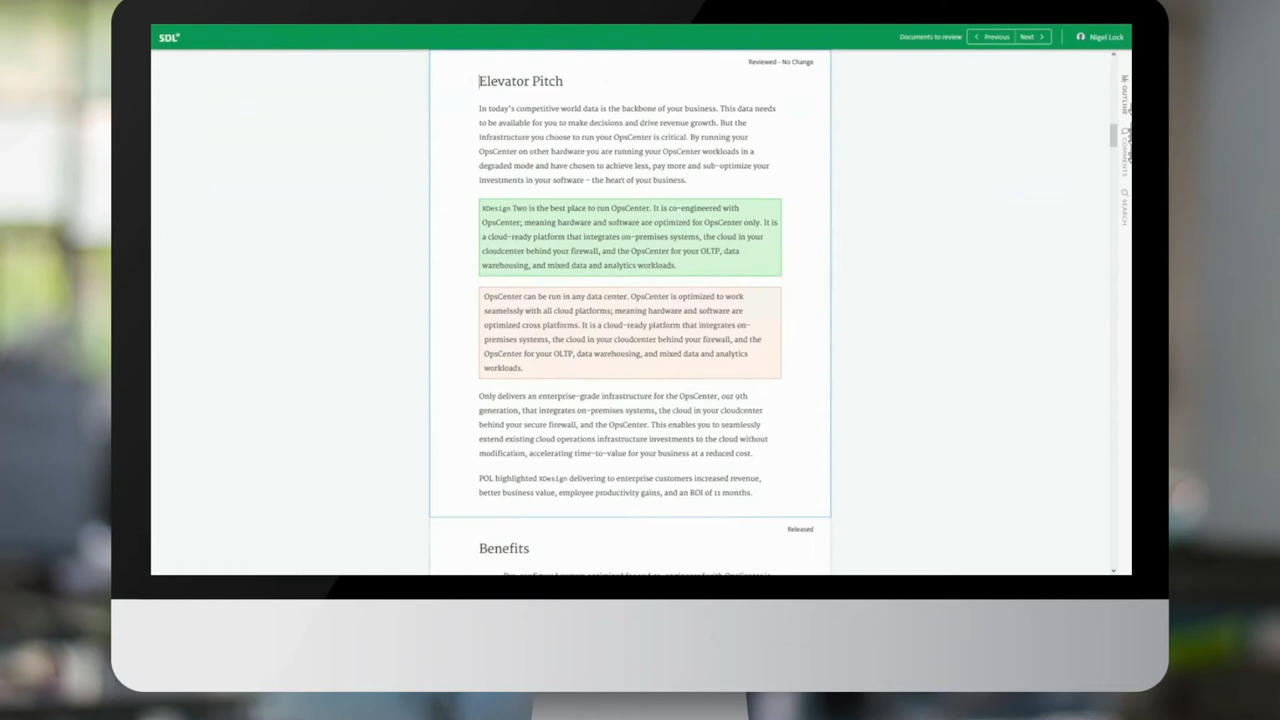 SDL*
Documents to review
Previous
Next
Nigel Lock
Reviewed - No Change
Elevator Pitch
In today's competitive world data is the backbone of your business. This data needs
to be available for you to make decisions and drive revenue growth. But the
infrastructure you choose to run your OpsCenter is critical. By running your
OpsCenter on other hardware you are running your OpsCenter workloads in a
degraded mode and have chosen to achieve less, pay more and sub-optimize your
investments in your software - the heart of your business.
XDesign Two is the best place to run OpsCenter. It is co-engineered with
OpsCenter; meaning hardware and software are optimized for OpsCenter only. It is
a cloud-ready platform that integrates on-premises systems, the cloud in your
cloudcenter behind your firewall, and the OpsCenter for your OLTP, data
warehousing, and mixed data and analytics workloads.
OpsCenter can be run in any data center. OpsCenter is optimized to work
seamelssly with all cloud platforms; meaning hardware and software are
optimized cross platforms. It is a cloud-ready platform that integrates on-
premises systems, the cloud in your cloudcenter behind your firewall, and the
OpsCenter for your OLTP, data warehousing, and mixed data and analytics
workloads.
Only delivers an enterprise-grade infrastructure for the OpsCenter, our 9th
generation, that integrates on-premises systems, the cloud in your cloudcenter
behind your secure firewall, and the OpsCenter. This enables you to seamlessly
extend existing cloud operations infrastructure investments to the cloud without
modification, accelerating time-to-value for your business at a reduced cost.
POL highlighted XDesign delivering to enterprise customers increased revenue,
better business value, employee productivity gains, and an ROI of 11 months.
Released
Benefits
OUTLINE
COMMENTS
SEARCH